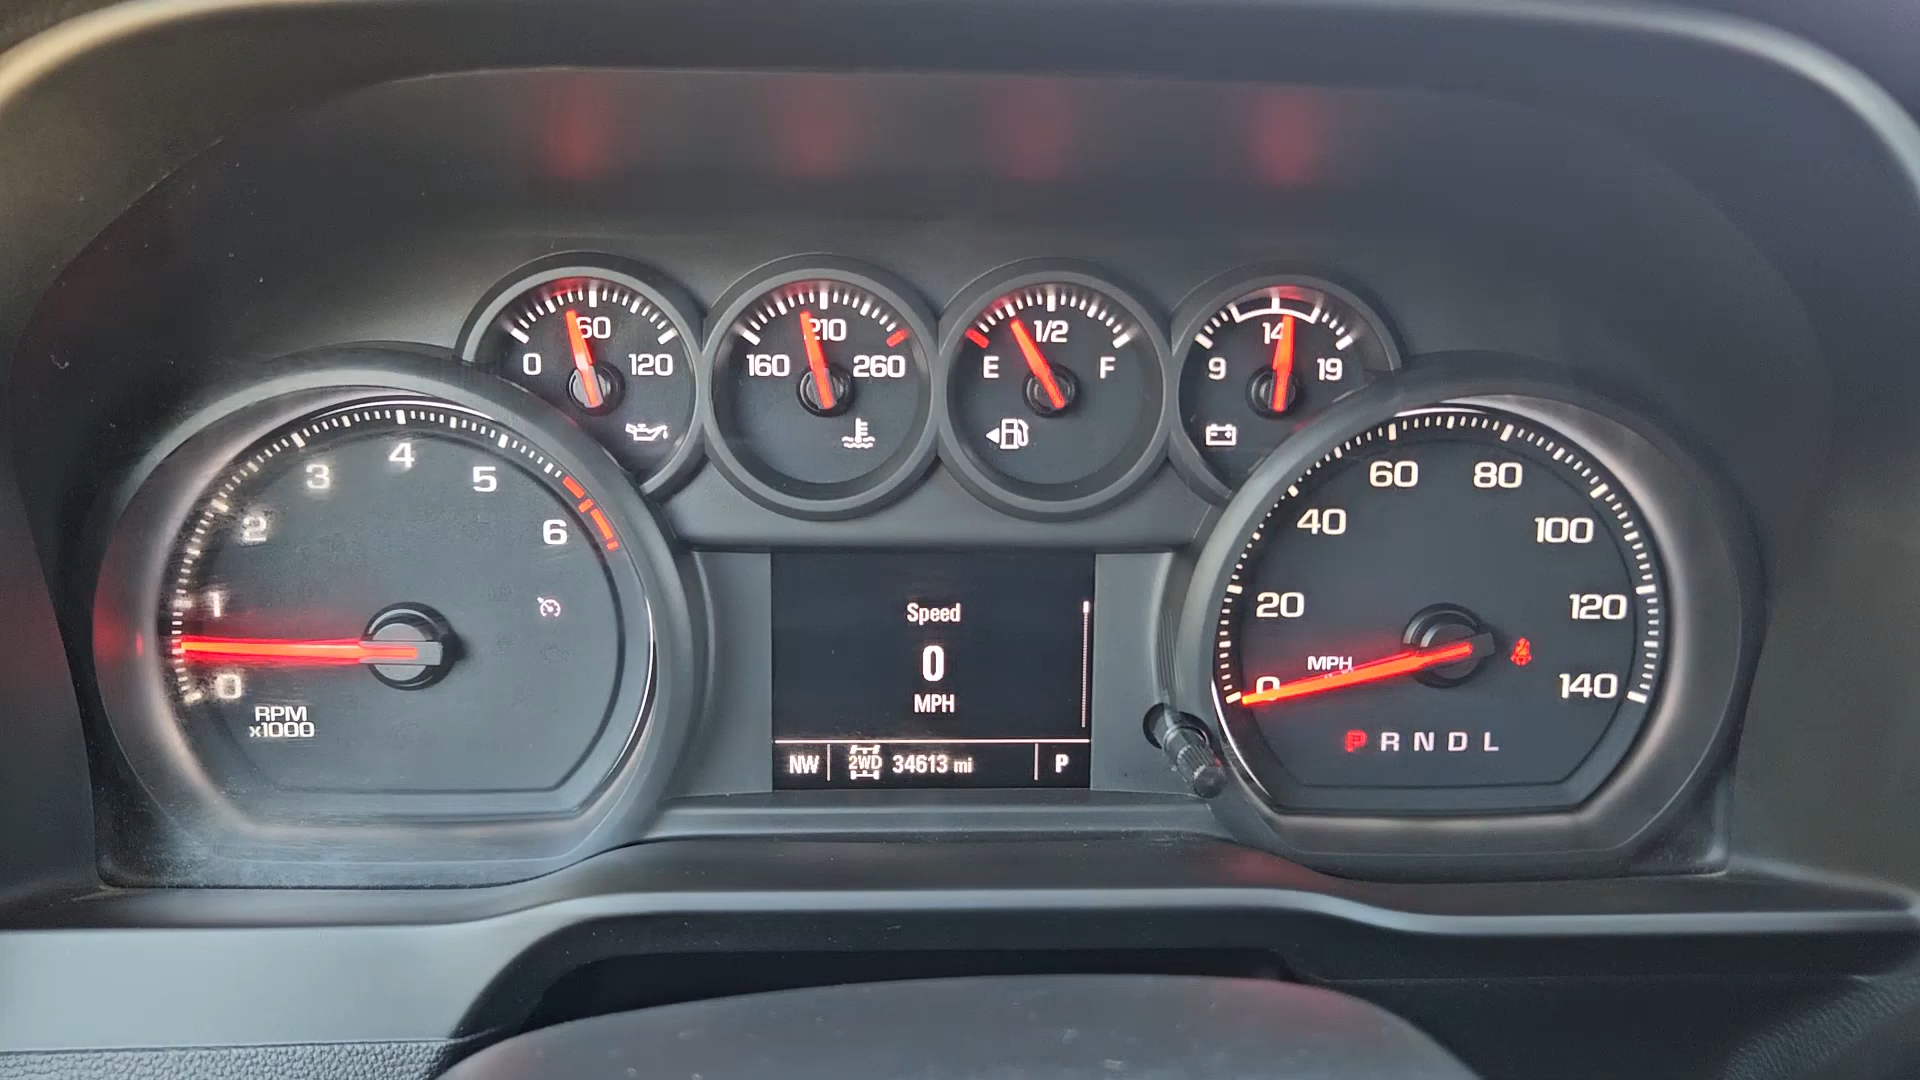 0 60 120
160 210 260
E 1/2 F
9 14 19
0 1 2 3 4 5 6
RPM
x1000
Speed
0
MPH
NW 2WD 34613 mi P
0 20 40 60 80 100 120 140
MPH
P R N D L